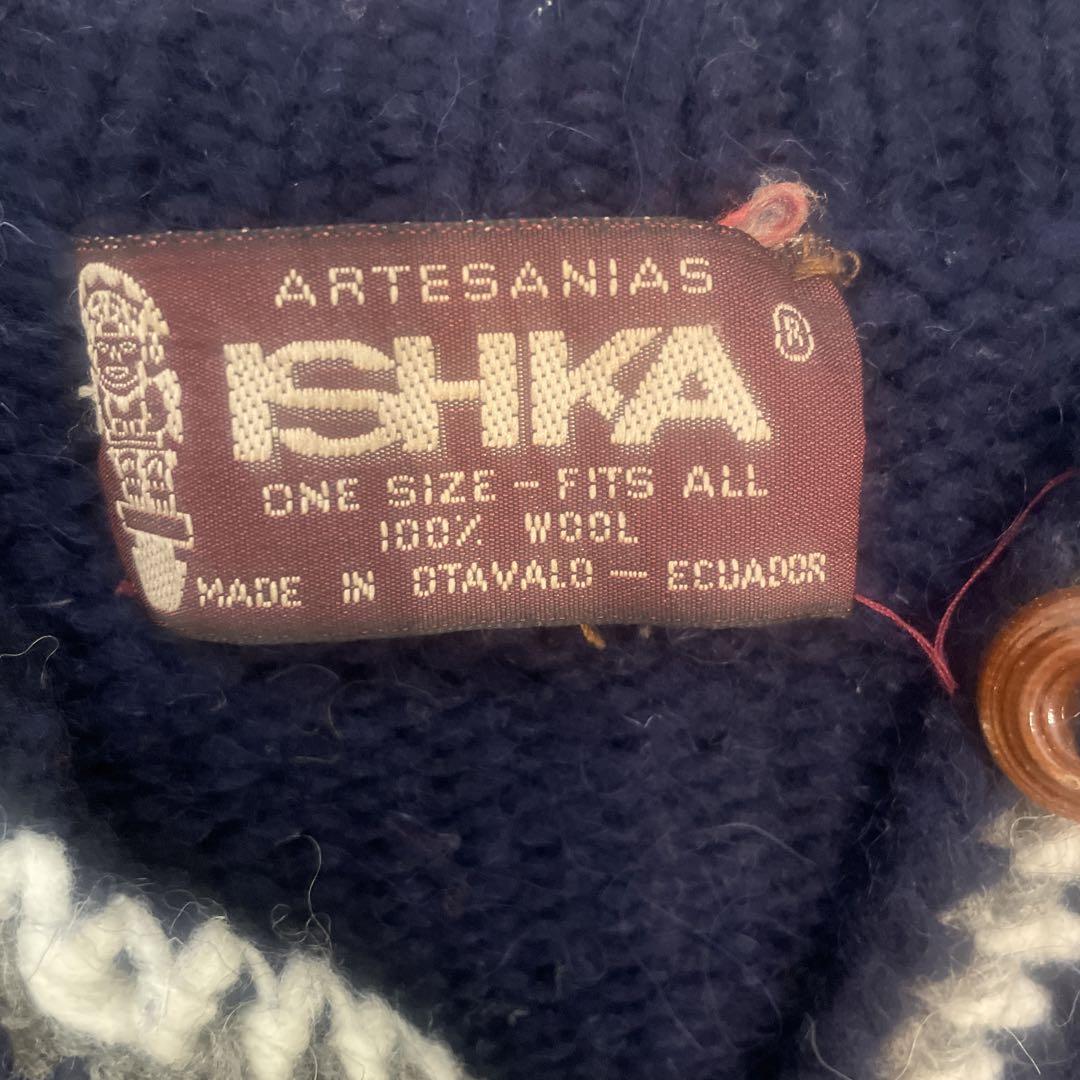 ARTESANIAS
ISHKA ®
ONE SIZE - FITS ALL
100% WOOL
MADE IN OTAVALO - ECUADOR